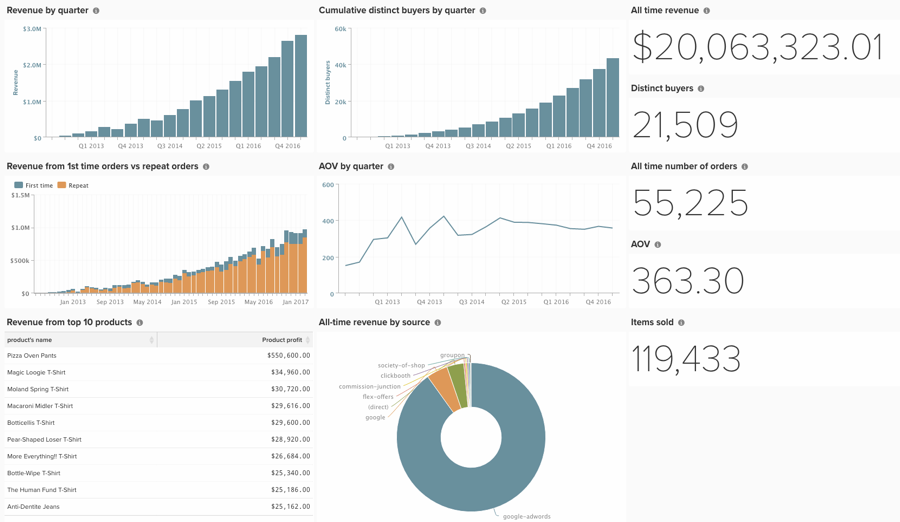 Revenue by quarter
$3.0M
$2.0M
$1.0M
$0
Revenue
Q1 2013
Q4 2013
Q3 2014
Q2 2015
Q1 2016
Q4 2016
Cumulative distinct buyers by quarter
60k
40k
20k
0
Distinct buyers
Q1 2013
Q4 2013
Q3 2014
Q2 2015
Q1 2016
Q4 2016
All time revenue
$20,063,323.01
Distinct buyers
21,509
Revenue from 1st time orders vs repeat orders
First time
Repeat
$1.5M
$1.0M
$500k
$0
Jan 2013
Sep 2013
May 2014
Jan 2015
Sep 2015
May 2016
Jan 2017
AOV by quarter
600
400
200
0
Q1 2013
Q4 2013
Q3 2014
Q2 2015
Q1 2016
Q4 2016
All time number of orders
55,225
AOV
363.30
Revenue from top 10 products
product's name
Product profit
Pizza Oven Pants
$550,600.00
Magic Loogie T-Shirt
$34,960.00
Moland Spring T-Shirt
$30,720.00
Macaroni Midler T-Shirt
$29,616.00
Botticellis T-Shirt
$29,600.00
Pear-Shaped Loser T-Shirt
$28,920.00
More Everything!! T-Shirt
$26,684.00
Bottle-Wipe T-Shirt
$25,340.00
The Human Fund T-Shirt
$25,186.00
Anti-Dentite Jeans
$25,162.00
All-time revenue by source
groupon
society-of-shop
clickbooth
commission-junction
flex-offers
(direct)
google
google-adwords
Items sold
119,433